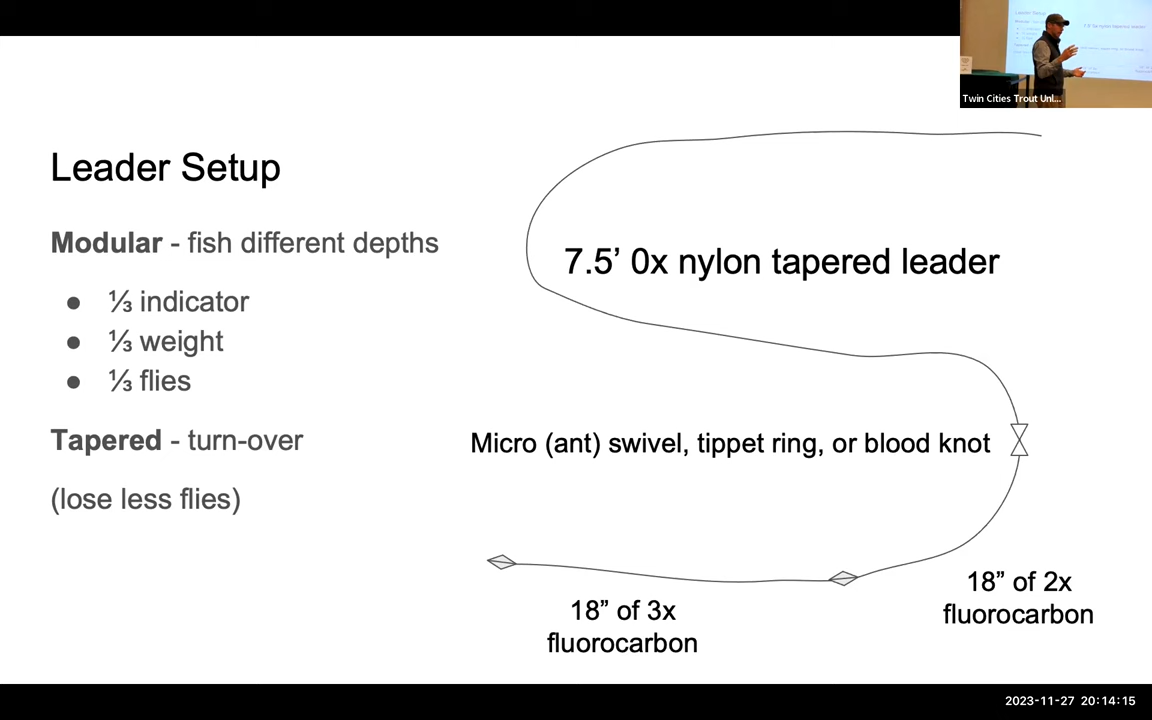 Twin Cities Trout Unl...
Leader Setup
Modular - fish different depths
● ⅓ indicator
● ⅓ weight
● ⅓ flies
Tapered - turn-over
(lose less flies)
7.5’ 0x nylon tapered leader
Micro (ant) swivel, tippet ring, or blood knot
18” of 2x
fluorocarbon
18” of 3x
fluorocarbon
2023-11-27 20:14:15